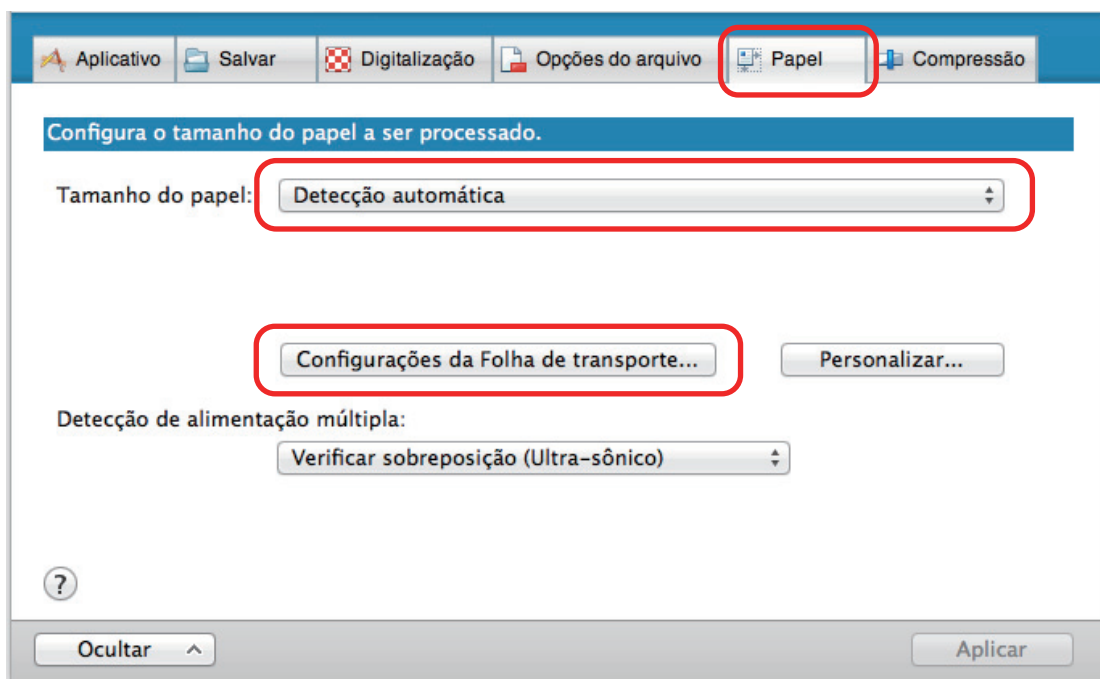 Aplicativo Salvar Digitalização Opções do arquivo Papel Compressão
Configura o tamanho do papel a ser processado.
Tamanho do papel: Detecção automática
Configurações da Folha de transporte... Personalizar...
Detecção de alimentação múltipla:
Verificar sobreposição (Ultra-sônico)
?
Ocultar Aplicar